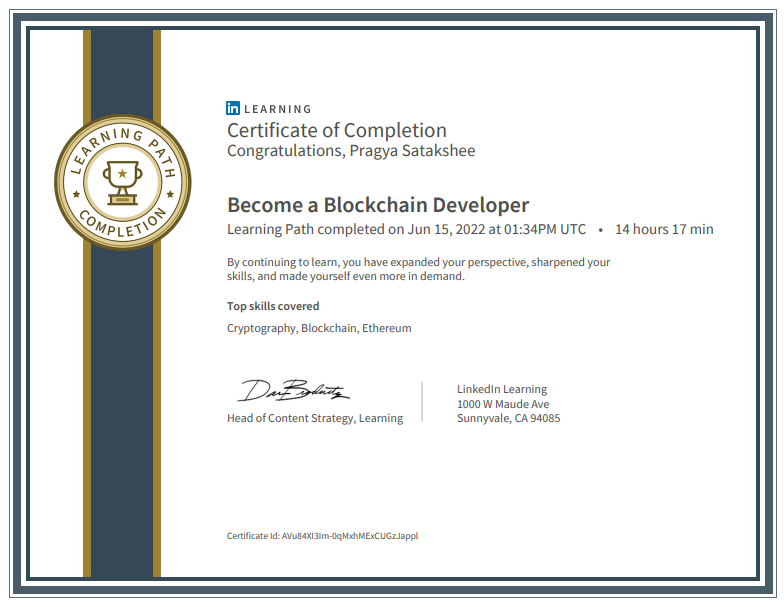 LEARNING PATH
COMPLETION
in LEARNING
Certificate of Completion
Congratulations, Pragya Satakshee
Become a Blockchain Developer
Learning Path completed on Jun 15, 2022 at 01:34PM UTC • 14 hours 17 min
By continuing to learn, you have expanded your perspective, sharpened your
skills, and made yourself even more in demand.
Top skills covered
Cryptography, Blockchain, Ethereum
Head of Content Strategy, Learning
LinkedIn Learning
1000 W Maude Ave
Sunnyvale, CA 94085
Certificate Id: AVu84XI3Im-0qMxhMExCUGzJappl